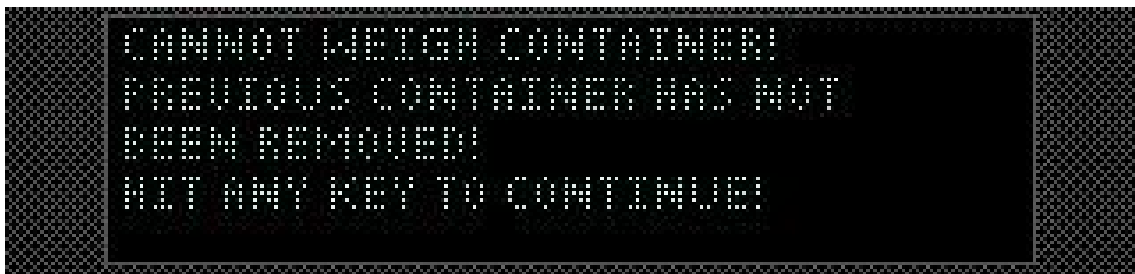 CANNOT WEIGH CONTAINER!
PREVIOUS CONTAINER HAS NOT
BEEN REMOVED!
HIT ANY KEY TO CONTINUE!